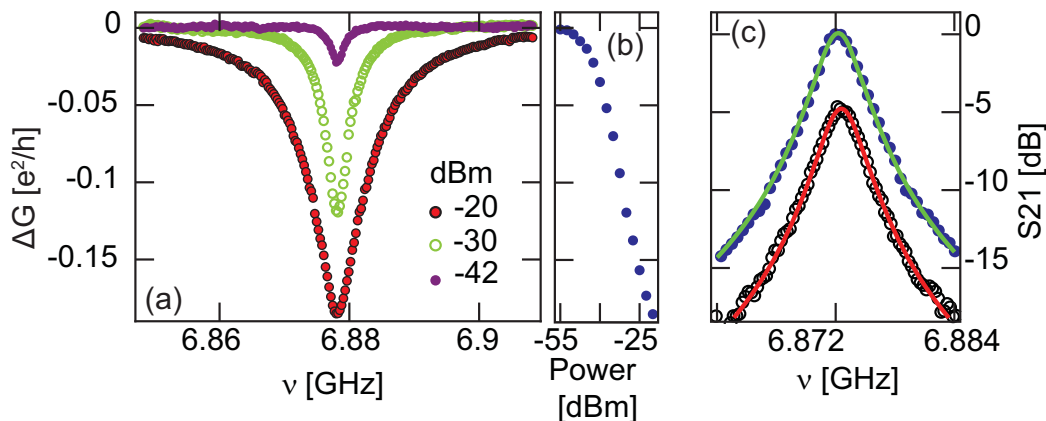 0
-0.05
-0.1
-0.15
ΔG [e²/h]
(a)
dBm
-20
-30
-42
6.86
6.88
6.9
ν [GHz]
(b)
-55
-25
Power
[dBm]
(c)
0
-5
-10
-15
S21 [dB]
6.872
6.884
ν [GHz]